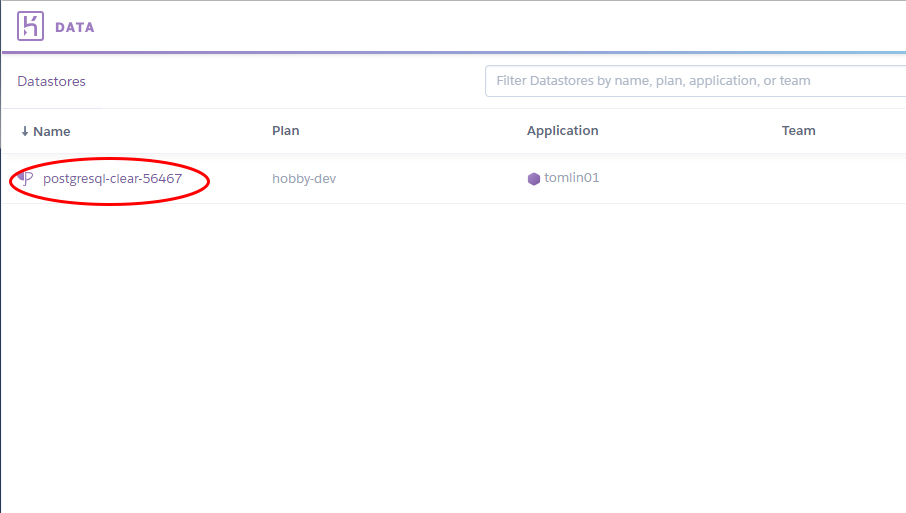 DATA
Datastores
Filter Datastores by name, plan, application, or team
Name Plan Application Team
postgresql-clear-56467 hobby-dev tomlin01